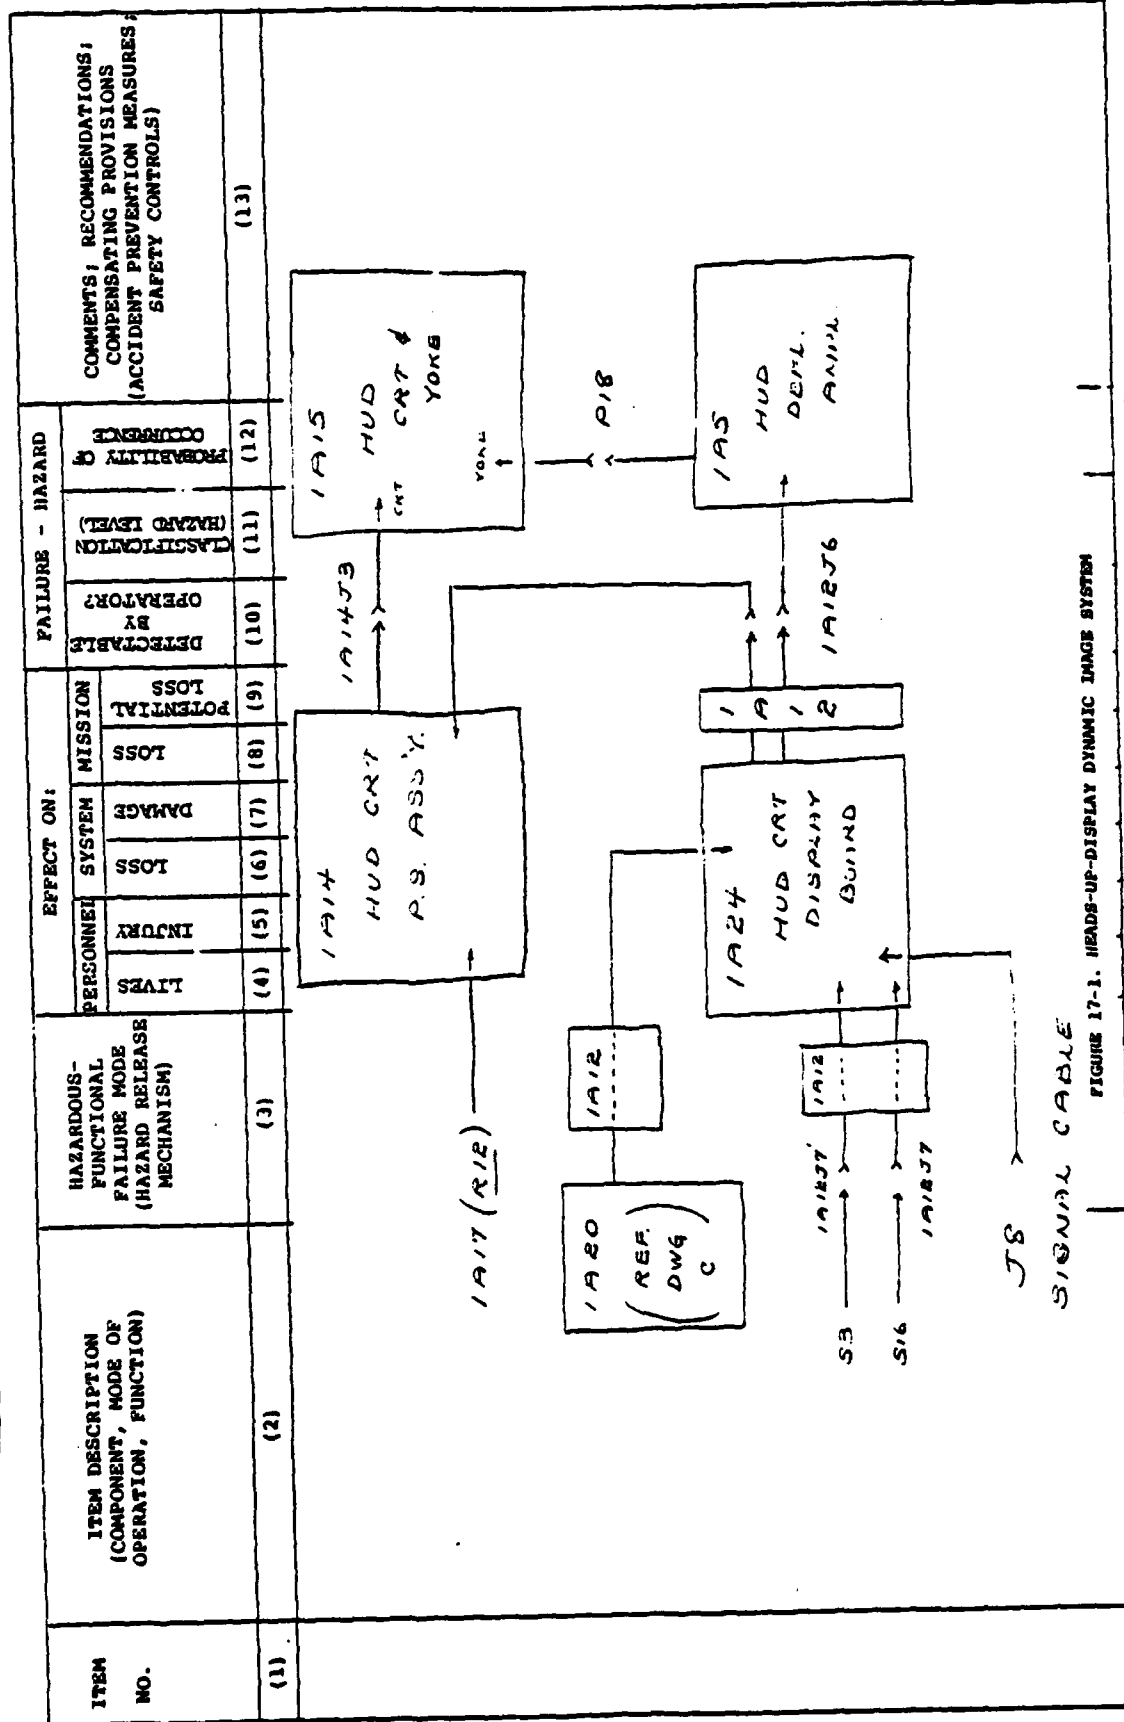 ITEM
NO.
ITEM DESCRIPTION
(COMPONENT, MODE OF
OPERATION, FUNCTION)
HAZARDOUS-
FUNCTIONAL
FAILURE MODE
(HAZARD RELEASE
MECHANISM)
EFFECT ON:
PERSONNEL
SYSTEM
MISSION
LIVES
INJURY
LOSS
DAMAGE
LOSS
POTENTIAL
LOSS
FAILURE - HAZARD
DETECTABLE
BY
OPERATOR?
CLASSIFICATION
(HAZARD LEVEL)
PROBABILITY OF
OCCURRENCE
COMMENTS; RECOMMENDATIONS;
COMPENSATING PROVISIONS
(ACCIDENT PREVENTION MEASURES;
SAFETY CONTROLS)
(1)
(2)
(3)
(4)
(5)
(6)
(7)
(8)
(9)
(10)
(11)
(12)
(13)
1A17 (R12)
1A14
HUD CRT
P.S. ASS'Y.
1A14J3
1A15
HUD
CRT &
YOKE
CRT
YOKE
P18
1A20
(REF.
DWG
C)
1A12
1A24
HUD CRT
DISPLAY
BOARD
1A12
1A12J6
1A5
HUD
DEFL.
AMPL
S3
1A12J7
1A12
S16
1A12J7
J8
SIGNAL CABLE
FIGURE 17-1. HEADS-UP-DISPLAY DYNAMIC IMAGE SYSTEM